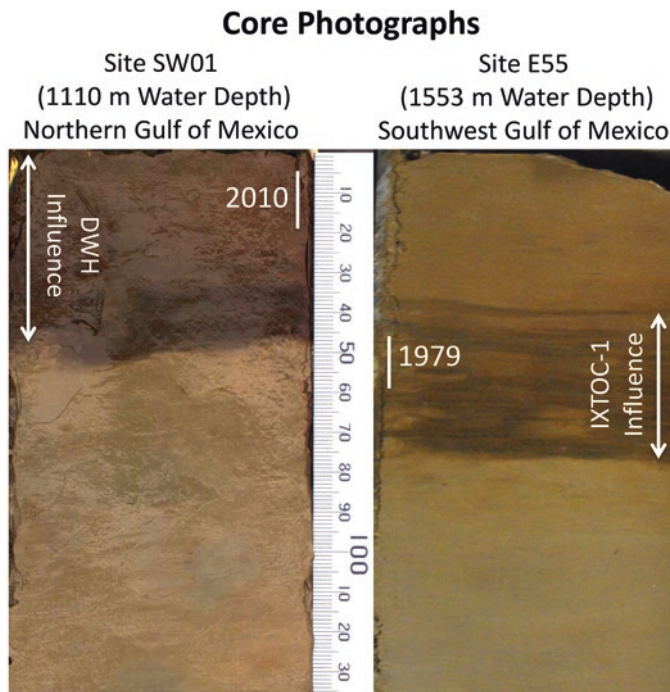 Core Photographs
Site SW01
(1110 m Water Depth)
Northern Gulf of Mexico
Site E55
(1553 m Water Depth)
Southwest Gulf of Mexico
DWH
Influence
2010
10
20
30
40
50
60
70
80
90
100
10
20
30
1979
IXTOC-1
Influence